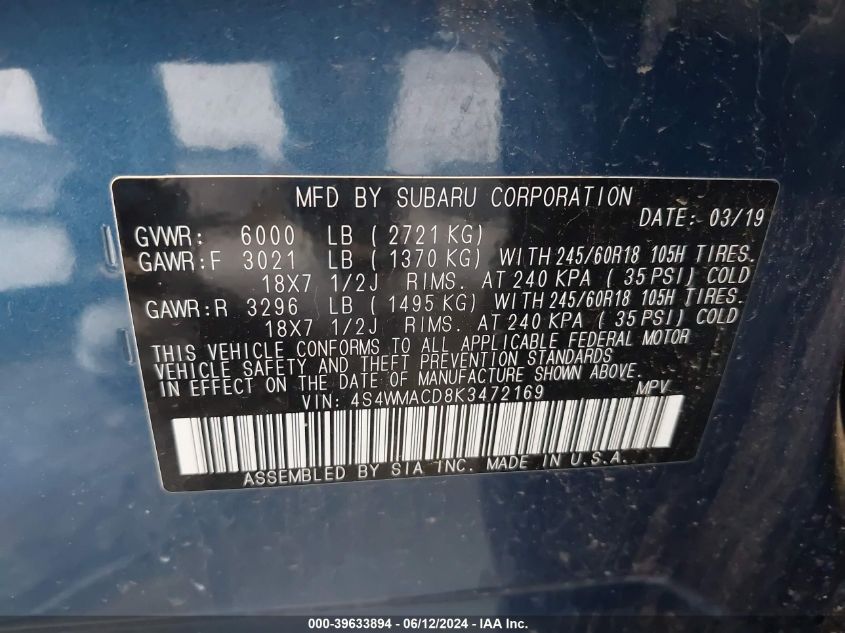 MFD BY SUBARU CORPORATION
DATE: 03/19
GVWR: 6000 LB ( 2721 KG)
GAWR:F 3021 LB ( 1370 KG) WITH 245/60R18 105H TIRES.
18X7 1/2J RIMS. AT 240 KPA ( 35 PSI) COLD
GAWR:R 3296 LB ( 1495 KG) WITH 245/60R18 105H TIRES.
18X7 1/2J RIMS. AT 240 KPA ( 35 PSI) COLD
THIS VEHICLE CONFORMS TO ALL APPLICABLE FEDERAL MOTOR
VEHICLE SAFETY AND THEFT PREVENTION STANDARDS
IN EFFECT ON THE DATE OF MANUFACTURE SHOWN ABOVE.
VIN: 4S4WMACD8K3472169 MPV
ASSEMBLED BY SIA INC. MADE IN U.S.A.
000-39633894 - 06/12/2024 - IAA Inc.